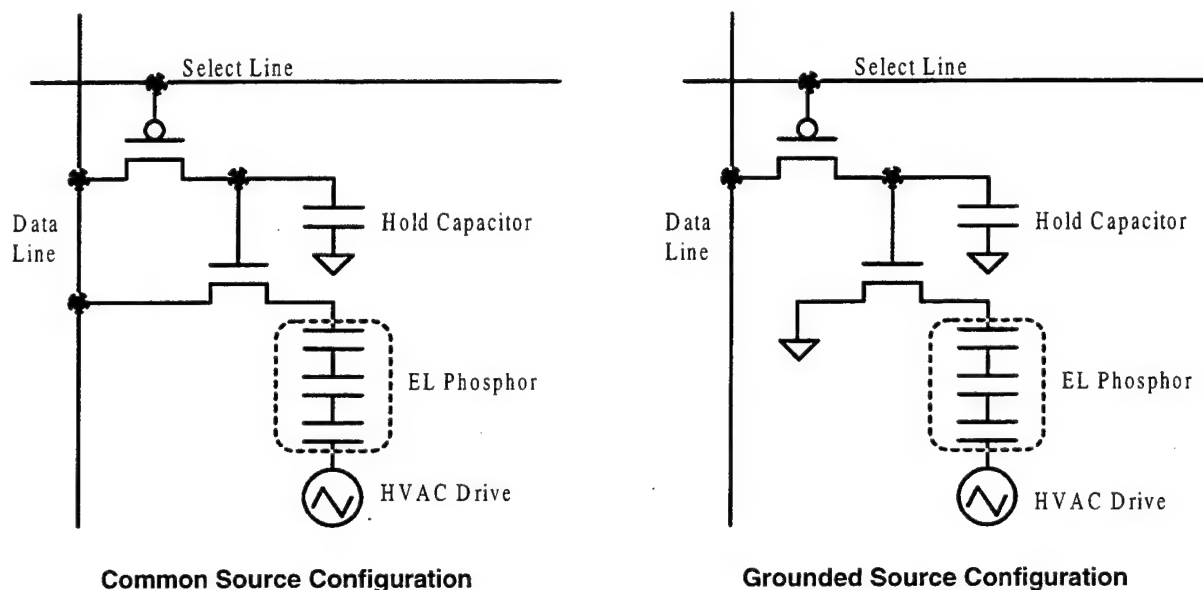 Select Line
Data
Line
Hold Capacitor
EL Phosphor
HVAC Drive
Common Source Configuration
Select Line
Data
Line
Hold Capacitor
EL Phosphor
HVAC Drive
Grounded Source Configuration